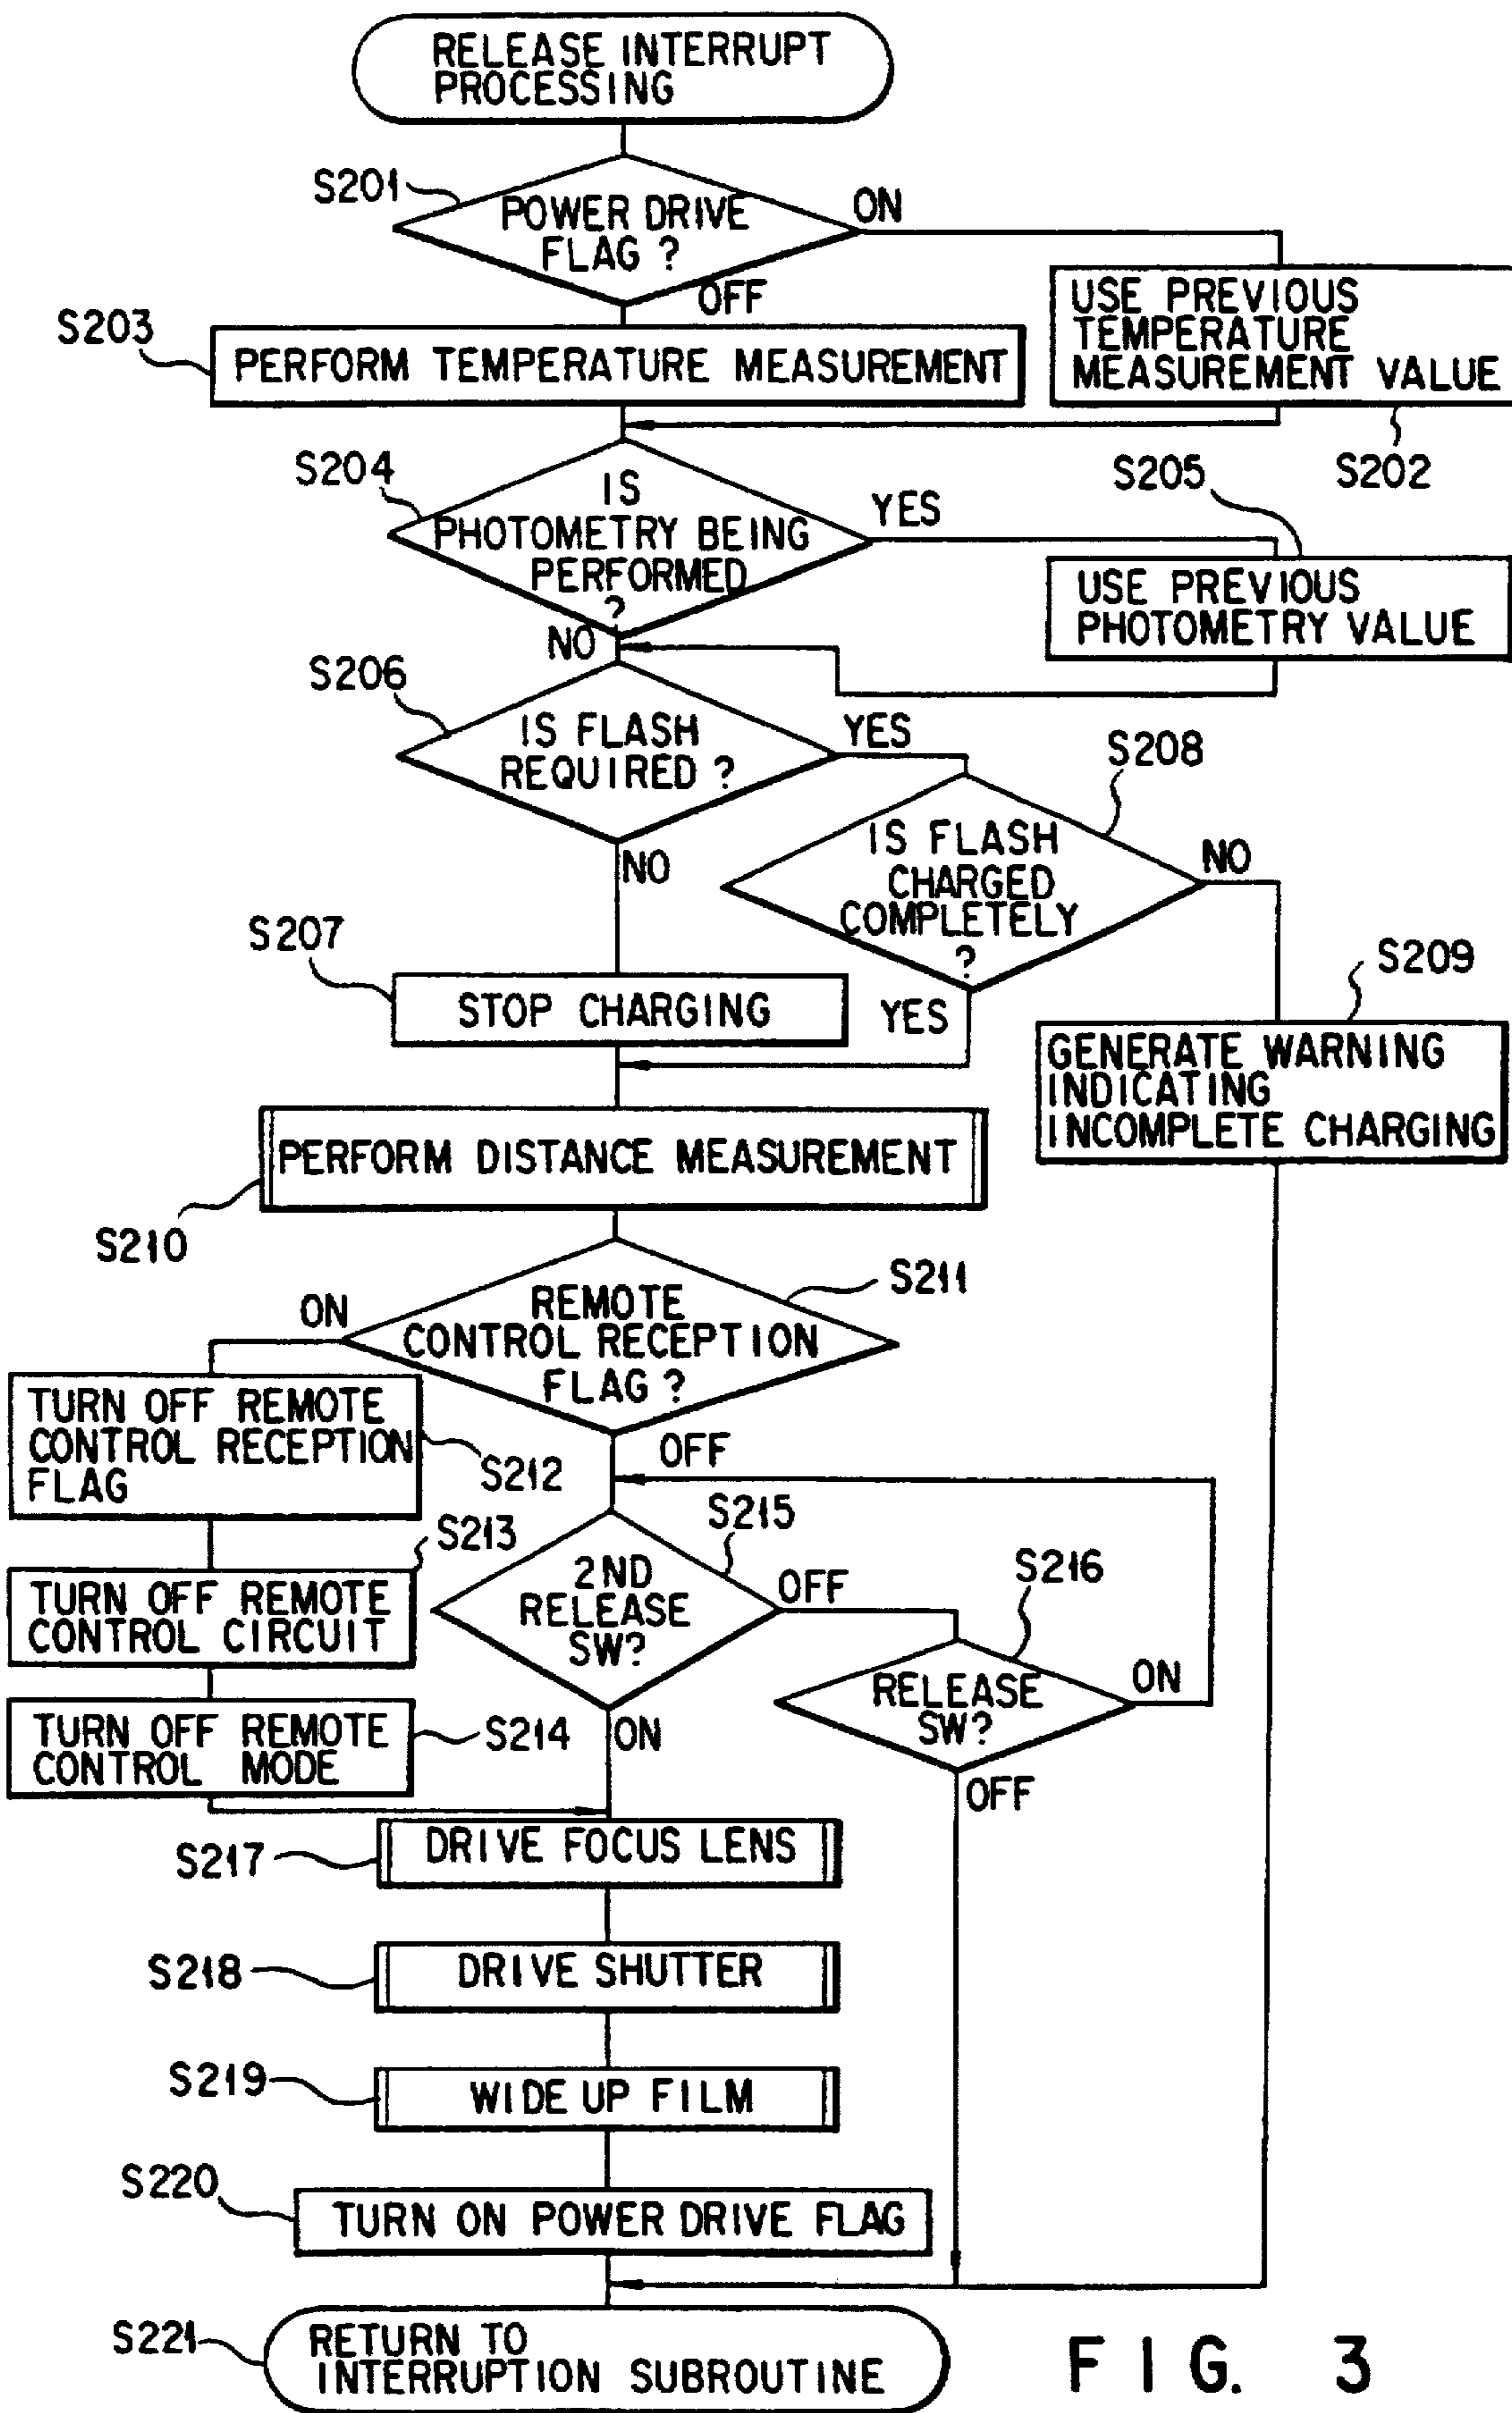 RELEASE INTERRUPT
PROCESSING
S201
POWER DRIVE
FLAG ?
ON
OFF
USE PREVIOUS
TEMPERATURE
MEASUREMENT VALUE
S202
S203
PERFORM TEMPERATURE MEASUREMENT
S204
IS
PHOTOMETRY BEING
PERFORMED
?
YES
NO
S205
USE PREVIOUS
PHOTOMETRY VALUE
S206
IS FLASH
REQUIRED ?
YES
NO
S208
IS FLASH
CHARGED
COMPLETELY
?
NO
YES
S207
STOP CHARGING
S209
GENERATE WARNING
INDICATING
INCOMPLETE CHARGING
PERFORM DISTANCE MEASUREMENT
S210
S211
REMOTE
CONTROL RECEPTION
FLAG ?
ON
OFF
TURN OFF REMOTE
CONTROL RECEPTION
FLAG
S212
S213
TURN OFF REMOTE
CONTROL CIRCUIT
TURN OFF REMOTE
CONTROL MODE
S214
S215
2ND
RELEASE
SW?
OFF
ON
S216
RELEASE
SW?
ON
OFF
S217
DRIVE FOCUS LENS
S218
DRIVE SHUTTER
S219
WIDE UP FILM
S220
TURN ON POWER DRIVE FLAG
S221
RETURN TO
INTERRUPTION SUBROUTINE
FIG. 3